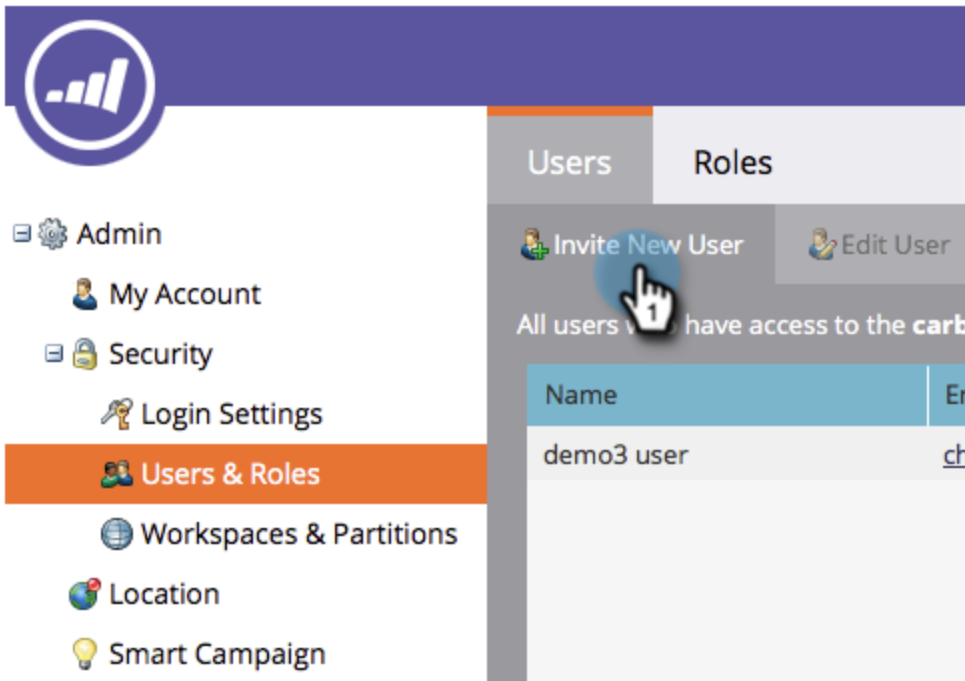 Users Roles
Admin
Invite New User Edit User
My Account
1
All users have access to the carb
Security
Name
Login Settings
demo3 user
ch
Users & Roles
Workspaces & Partitions
Location
Smart Campaign